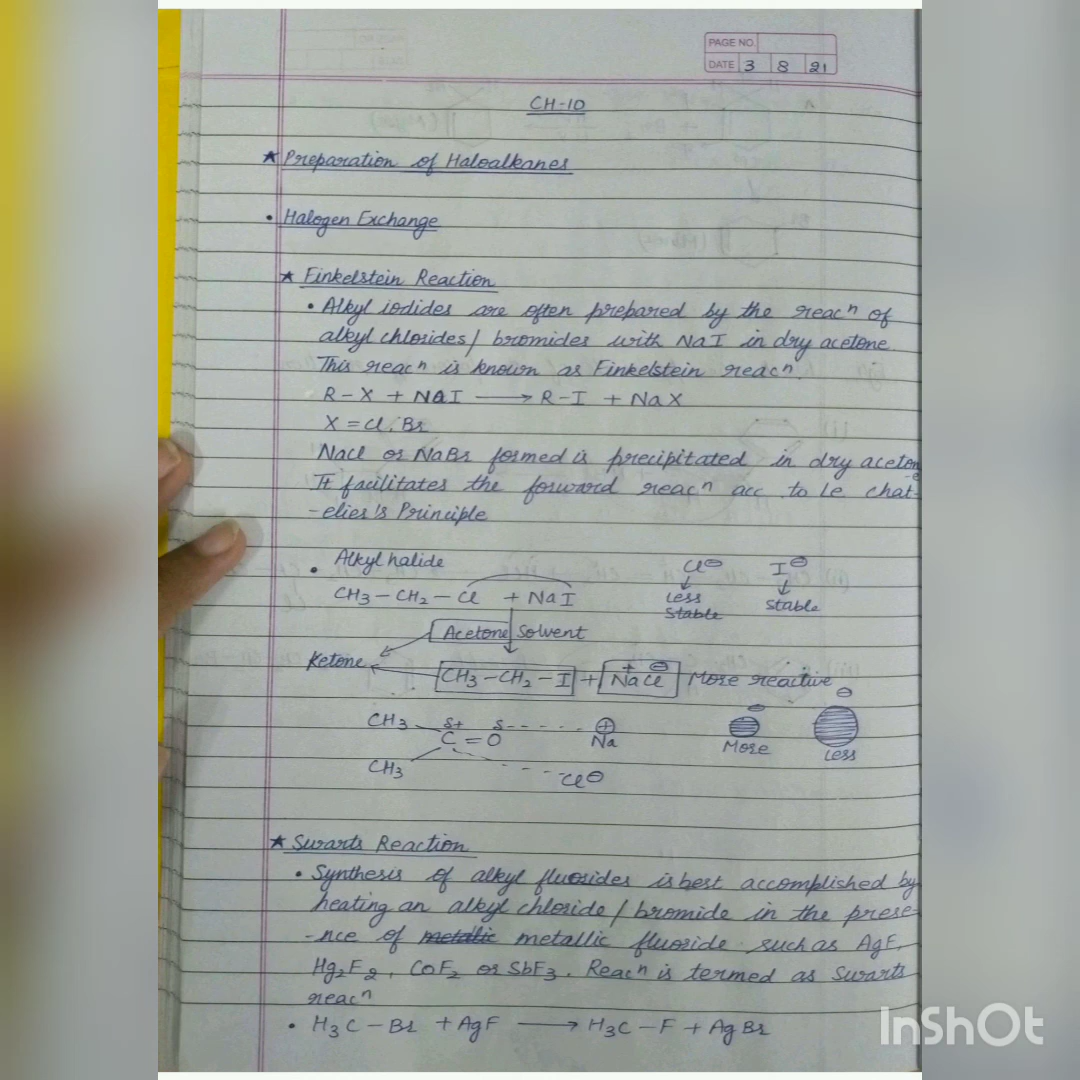 PAGE NO.
DATE 3 8 21
CH-10
★ Preparation of Haloalkanes
• Halogen Exchange
★ Finkelstein Reaction
• Alkyl iodides are often prepared by the reacⁿ of
alkyl chlorides / bromides with NaI in dry acetone.
This reacⁿ is known as Finkelstein reacⁿ.
R-X + NaI ⟶ R-I + NaX
X = Cl, Br
NaCl or NaBr formed is precipitated in dry aceton
-e
It facilitates the forward reacⁿ acc to Le chat-
-elier's Principle
• Alkyl halide
Cl⊖ I⊖
CH3-CH2-Cl + NaI
↓ ↓
Less Stable
Stable
Acetone Solvent
Ketone
CH3-CH2-I + Na⁺Cl⊖ More reactive
CH3 δ+ δ- ⊕ ⊖ ⊖
C = O Na More Less
CH3 Cl⊖
★ Swarts Reaction
• Synthesis of alkyl fluorides is best accomplished by
heating an alkyl chloride / bromide in the prese-
-nce of metallic metallic fluoride such as AgF,
Hg2F2, CoF2 or SbF3. Reacⁿ is termed as Swarts
reacⁿ
• H3C-Br + AgF ⟶ H3C-F + AgBr
InShOt